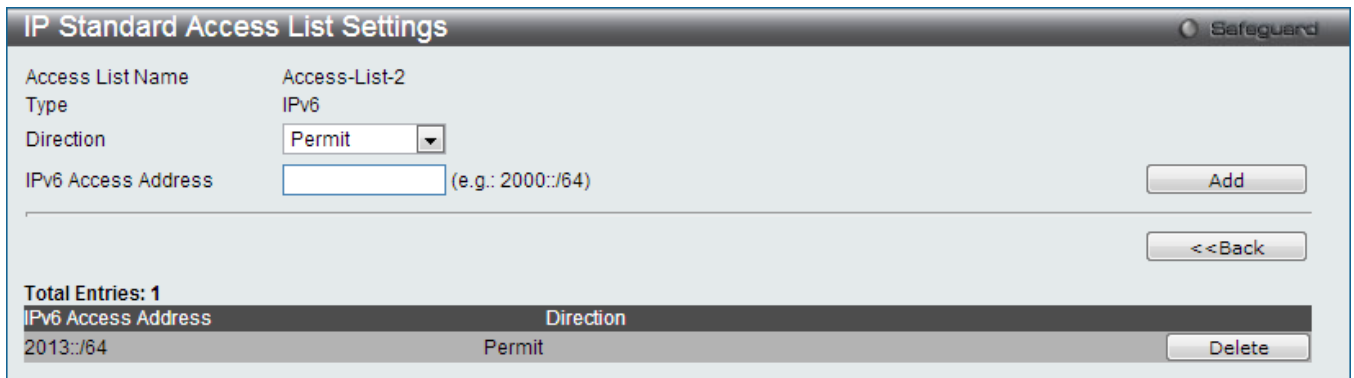 IP Standard Access List Settings Safeguard
Access List Name Access-List-2
Type IPv6
Direction Permit
IPv6 Access Address (e.g.: 2000::/64) Add
<<Back
Total Entries: 1
IPv6 Access Address Direction
2013::/64 Permit Delete